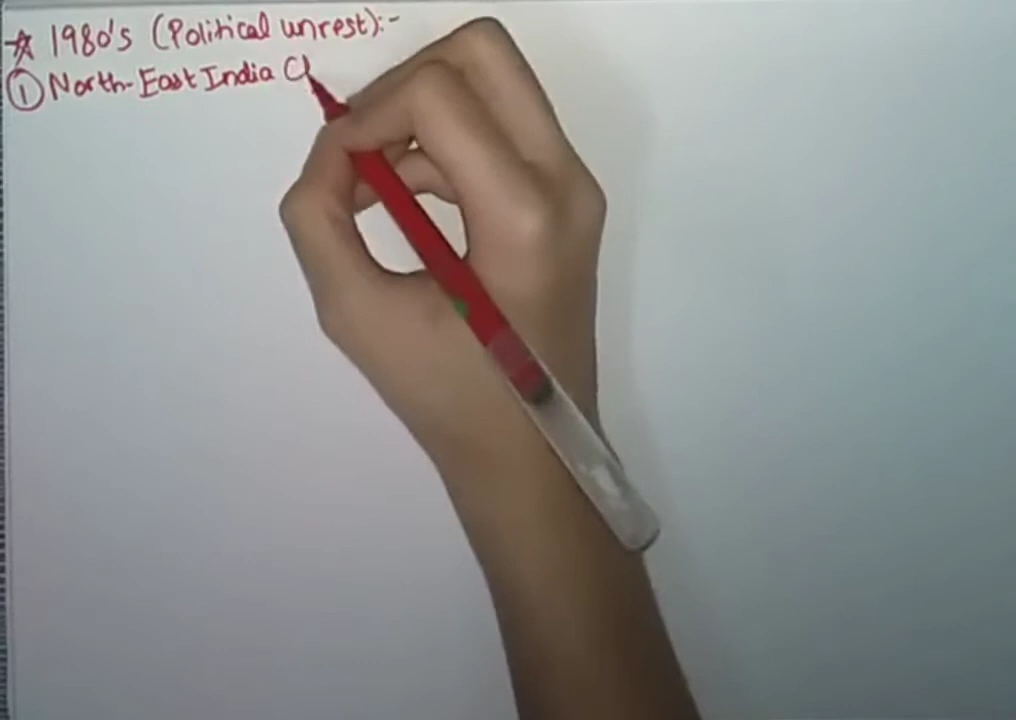 ☆ 1980's (Political unrest):-
① North-East India (